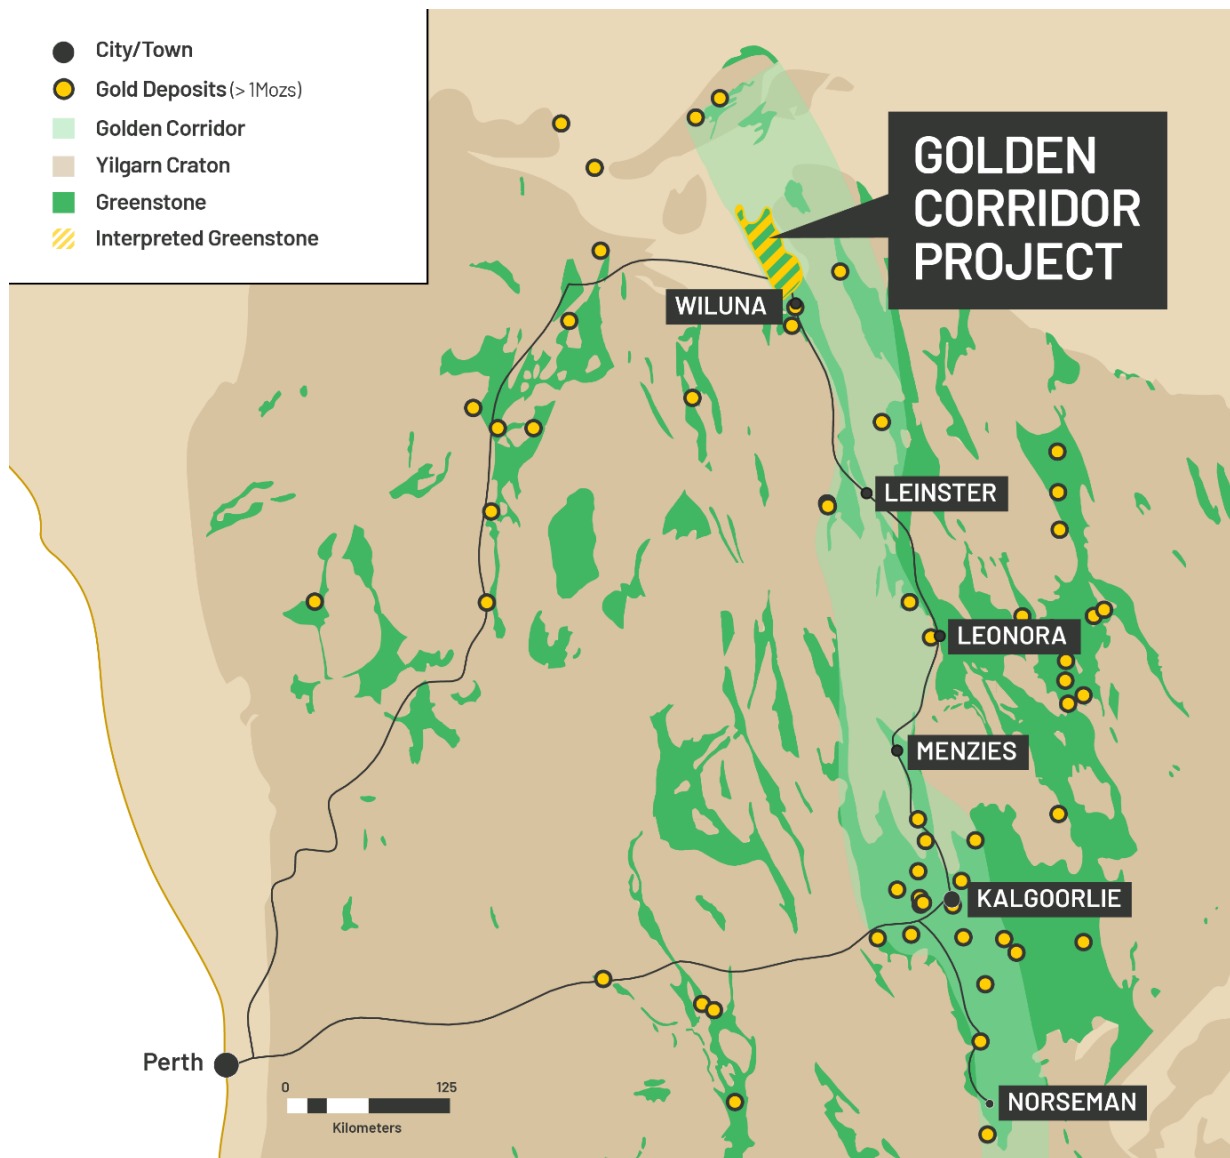 City/Town
Gold Deposits (> 1Mozs)
Golden Corridor
Yilgarn Craton
Greenstone
Interpreted Greenstone
GOLDEN
CORRIDOR
PROJECT
WILUNA
LEINSTER
LEONORA
MENZIES
KALGOORLIE
Perth
0 125
Kilometers
NORSEMAN